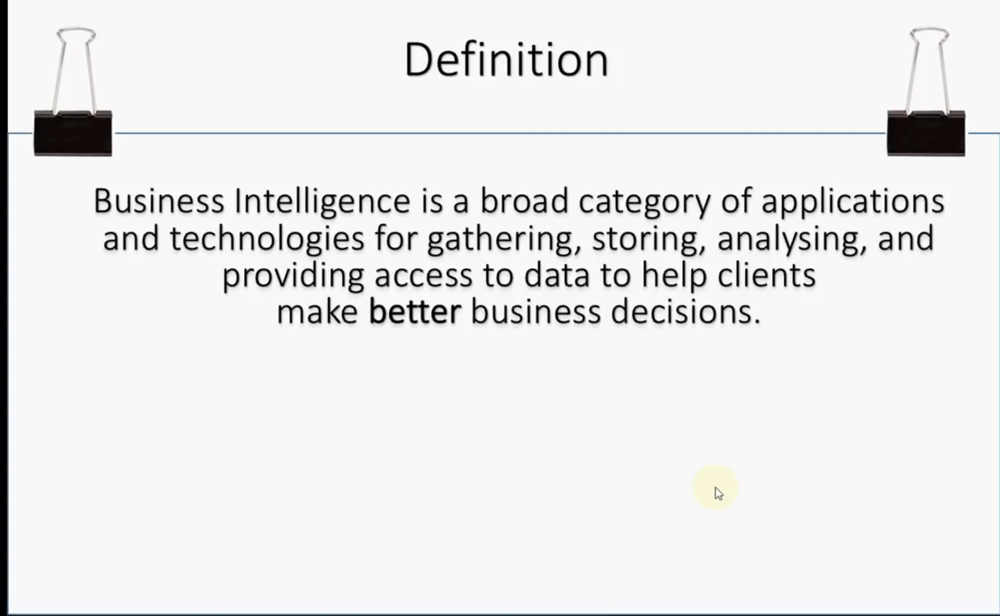 Definition
Business Intelligence is a broad category of applications
and technologies for gathering, storing, analysing, and
providing access to data to help clients
make better business decisions.